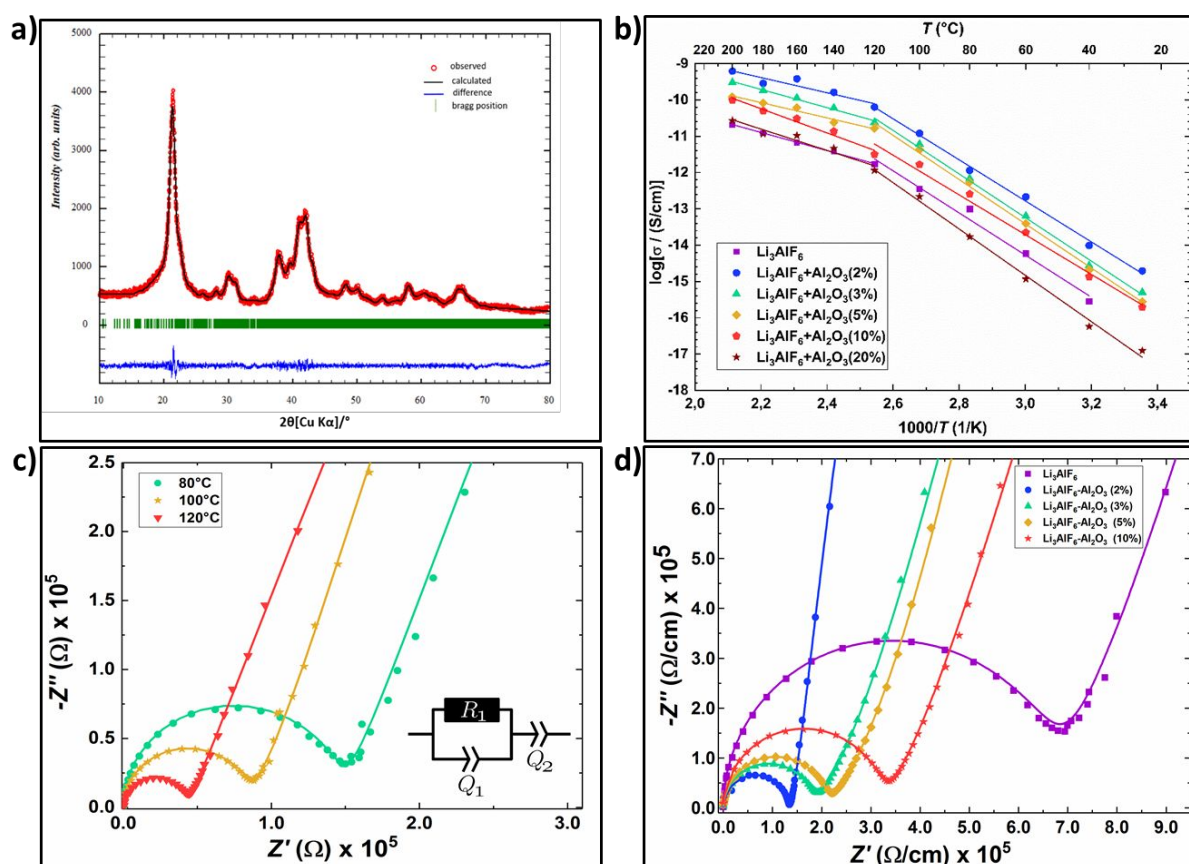 a)
5000
4000
3000
2000
1000
0
Intensity (arb. units)
observed
calculated
difference
bragg position
10 20 30 40 50 60 70 80
2θ[Cu Kα]/°
b)
T (°C)
220 200 180 160 140 120 100 80 60 40 20
-9
-10
-11
-12
-13
-14
-15
-16
-17
-18
log[σ / (S/cm)]
Li₃AlF₆
Li₃AlF₆+Al₂O₃(2%)
Li₃AlF₆+Al₂O₃(3%)
Li₃AlF₆+Al₂O₃(5%)
Li₃AlF₆+Al₂O₃(10%)
Li₃AlF₆+Al₂O₃(20%)
2,0 2,2 2,4 2,6 2,8 3,0 3,2 3,4
1000/T (1/K)
c)
2.5
2.0
1.5
1.0
0.5
0.0
-Z'' (Ω) x 10⁵
80°C
100°C
120°C
R₁
Q₁
Q₂
0.0 1.0 2.0 3.0
Z' (Ω) x 10⁵
d)
7.0
6.0
5.0
4.0
3.0
2.0
1.0
0.0
-Z'' (Ω/cm) x 10⁵
Li₃AlF₆
Li₃AlF₆-Al₂O₃ (2%)
Li₃AlF₆-Al₂O₃ (3%)
Li₃AlF₆-Al₂O₃ (5%)
Li₃AlF₆-Al₂O₃ (10%)
0.0 1.0 2.0 3.0 4.0 5.0 6.0 7.0 8.0 9.0
Z' (Ω/cm) x 10⁵